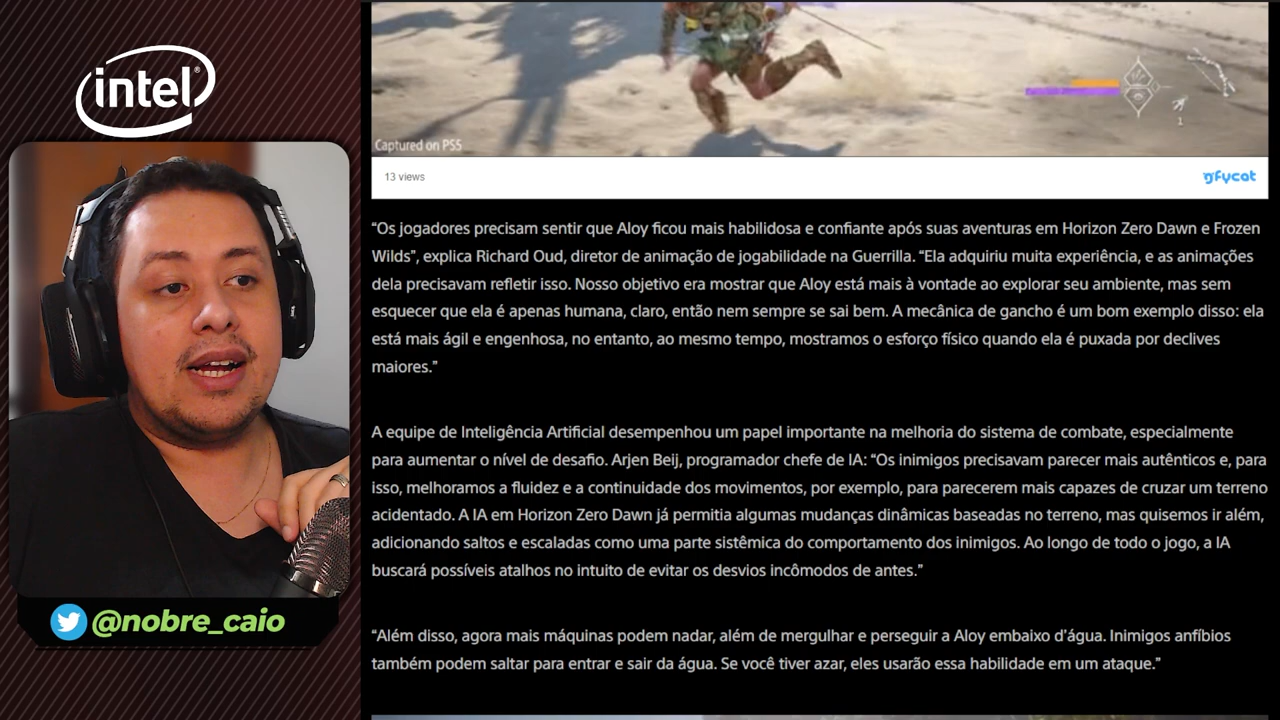 intel®
@nobre_caio
1
Captured on PS5
13 views
gfycat
“Os jogadores precisam sentir que Aloy ficou mais habilidosa e confiante após suas aventuras em Horizon Zero Dawn e Frozen
Wilds”, explica Richard Oud, diretor de animação de jogabilidade na Guerrilla. “Ela adquiriu muita experiência, e as animações
dela precisavam refletir isso. Nosso objetivo era mostrar que Aloy está mais à vontade ao explorar seu ambiente, mas sem
esquecer que ela é apenas humana, claro, então nem sempre se sai bem. A mecânica de gancho é um bom exemplo disso: ela
está mais ágil e engenhosa, no entanto, ao mesmo tempo, mostramos o esforço físico quando ela é puxada por declives
maiores.”
A equipe de Inteligência Artificial desempenhou um papel importante na melhoria do sistema de combate, especialmente
para aumentar o nível de desafio. Arjen Beij, programador chefe de IA: “Os inimigos precisavam parecer mais autênticos e, para
isso, melhoramos a fluidez e a continuidade dos movimentos, por exemplo, para parecerem mais capazes de cruzar um terreno
acidentado. A IA em Horizon Zero Dawn já permitia algumas mudanças dinâmicas baseadas no terreno, mas quisemos ir além,
adicionando saltos e escaladas como uma parte sistêmica do comportamento dos inimigos. Ao longo de todo o jogo, a IA
buscará possíveis atalhos no intuito de evitar os desvios incômodos de antes.”
“Além disso, agora mais máquinas podem nadar, além de mergulhar e perseguir a Aloy embaixo d'água. Inimigos anfíbios
também podem saltar para entrar e sair da água. Se você tiver azar, eles usarão essa habilidade em um ataque.”